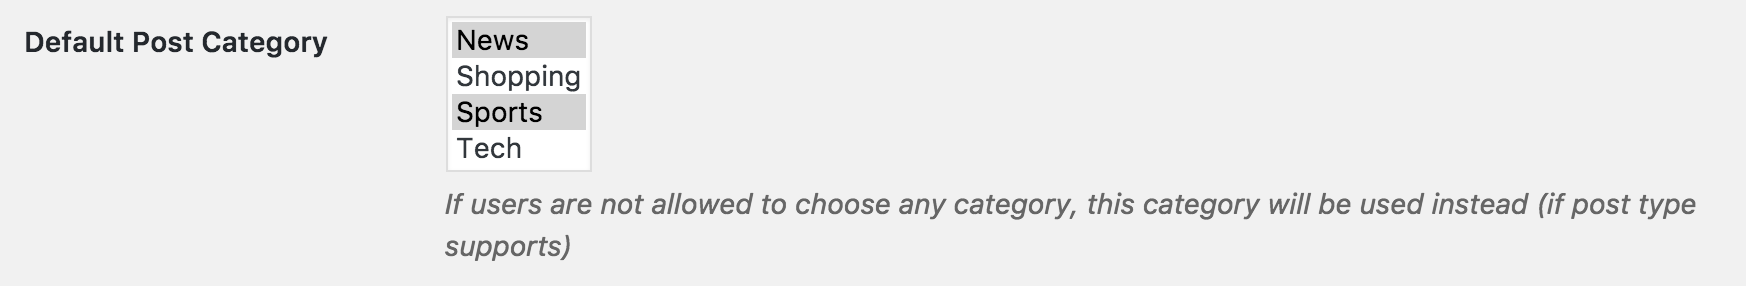 Default Post Category
News
Shopping
Sports
Tech
If users are not allowed to choose any category, this category will be used instead (if post type
supports)